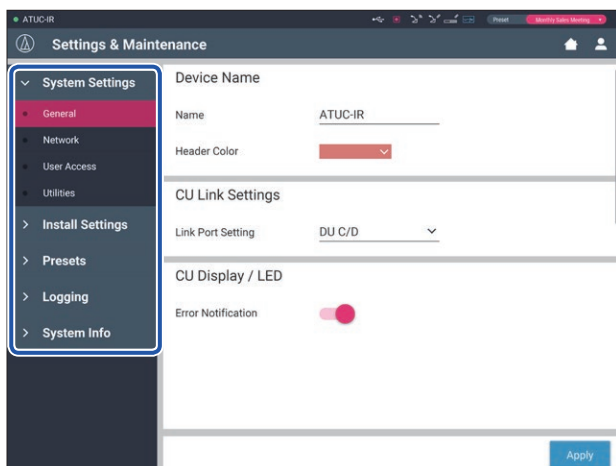 ATUC-IR
Preset
Monthly Sales Meeting
Settings & Maintenance
System Settings
General
Network
User Access
Utilities
Install Settings
Presets
Logging
System Info
Device Name
Name ATUC-IR
Header Color
CU Link Settings
Link Port Setting DU C/D
CU Display / LED
Error Notification
Apply